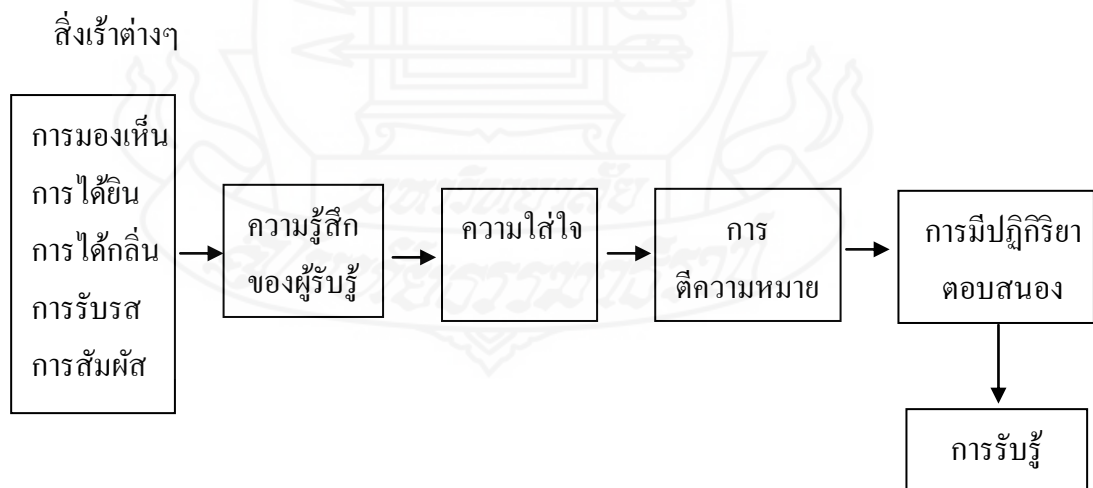 สิ่งเร้าต่างๆ
การมองเห็น
การได้ยิน
การได้กลิ่น
การรับรส
การสัมผัส
ความรู้สึก
ของผู้รับรู้
ความใส่ใจ
การ
ตีความหมาย
การมีปฏิกิริยา
ตอบสนอง
การรับรู้